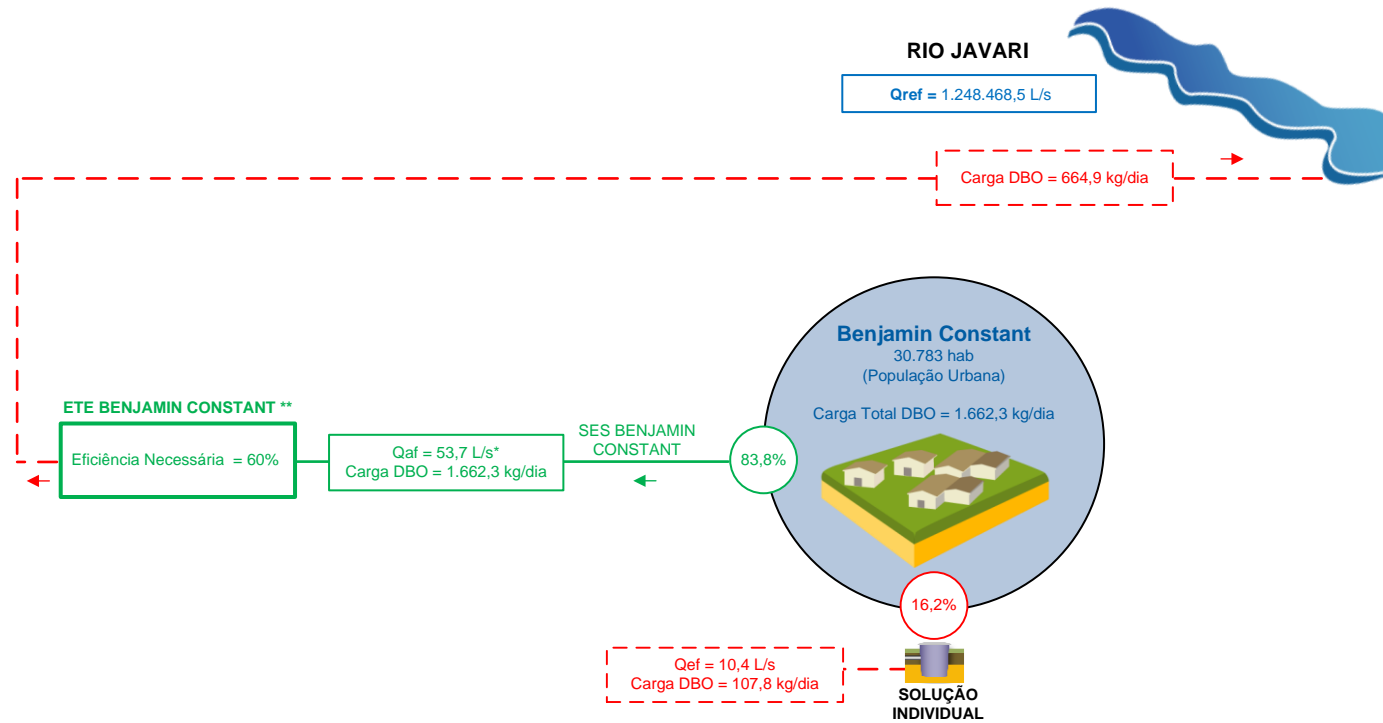 RIO JAVARI
Qref = 1.248.468,5 L/s
Carga DBO = 664,9 kg/dia
Benjamin Constant
30.783 hab
(População Urbana)
Carga Total DBO = 1.662,3 kg/dia
ETE BENJAMIN CONSTANT **
Eficiência Necessária = 60%
Qaf = 53,7 L/s*
Carga DBO = 1.662,3 kg/dia
SES BENJAMIN
CONSTANT
83,8%
16,2%
Qef = 10,4 L/s
Carga DBO = 107,8 kg/dia
SOLUÇÃO
INDIVIDUAL